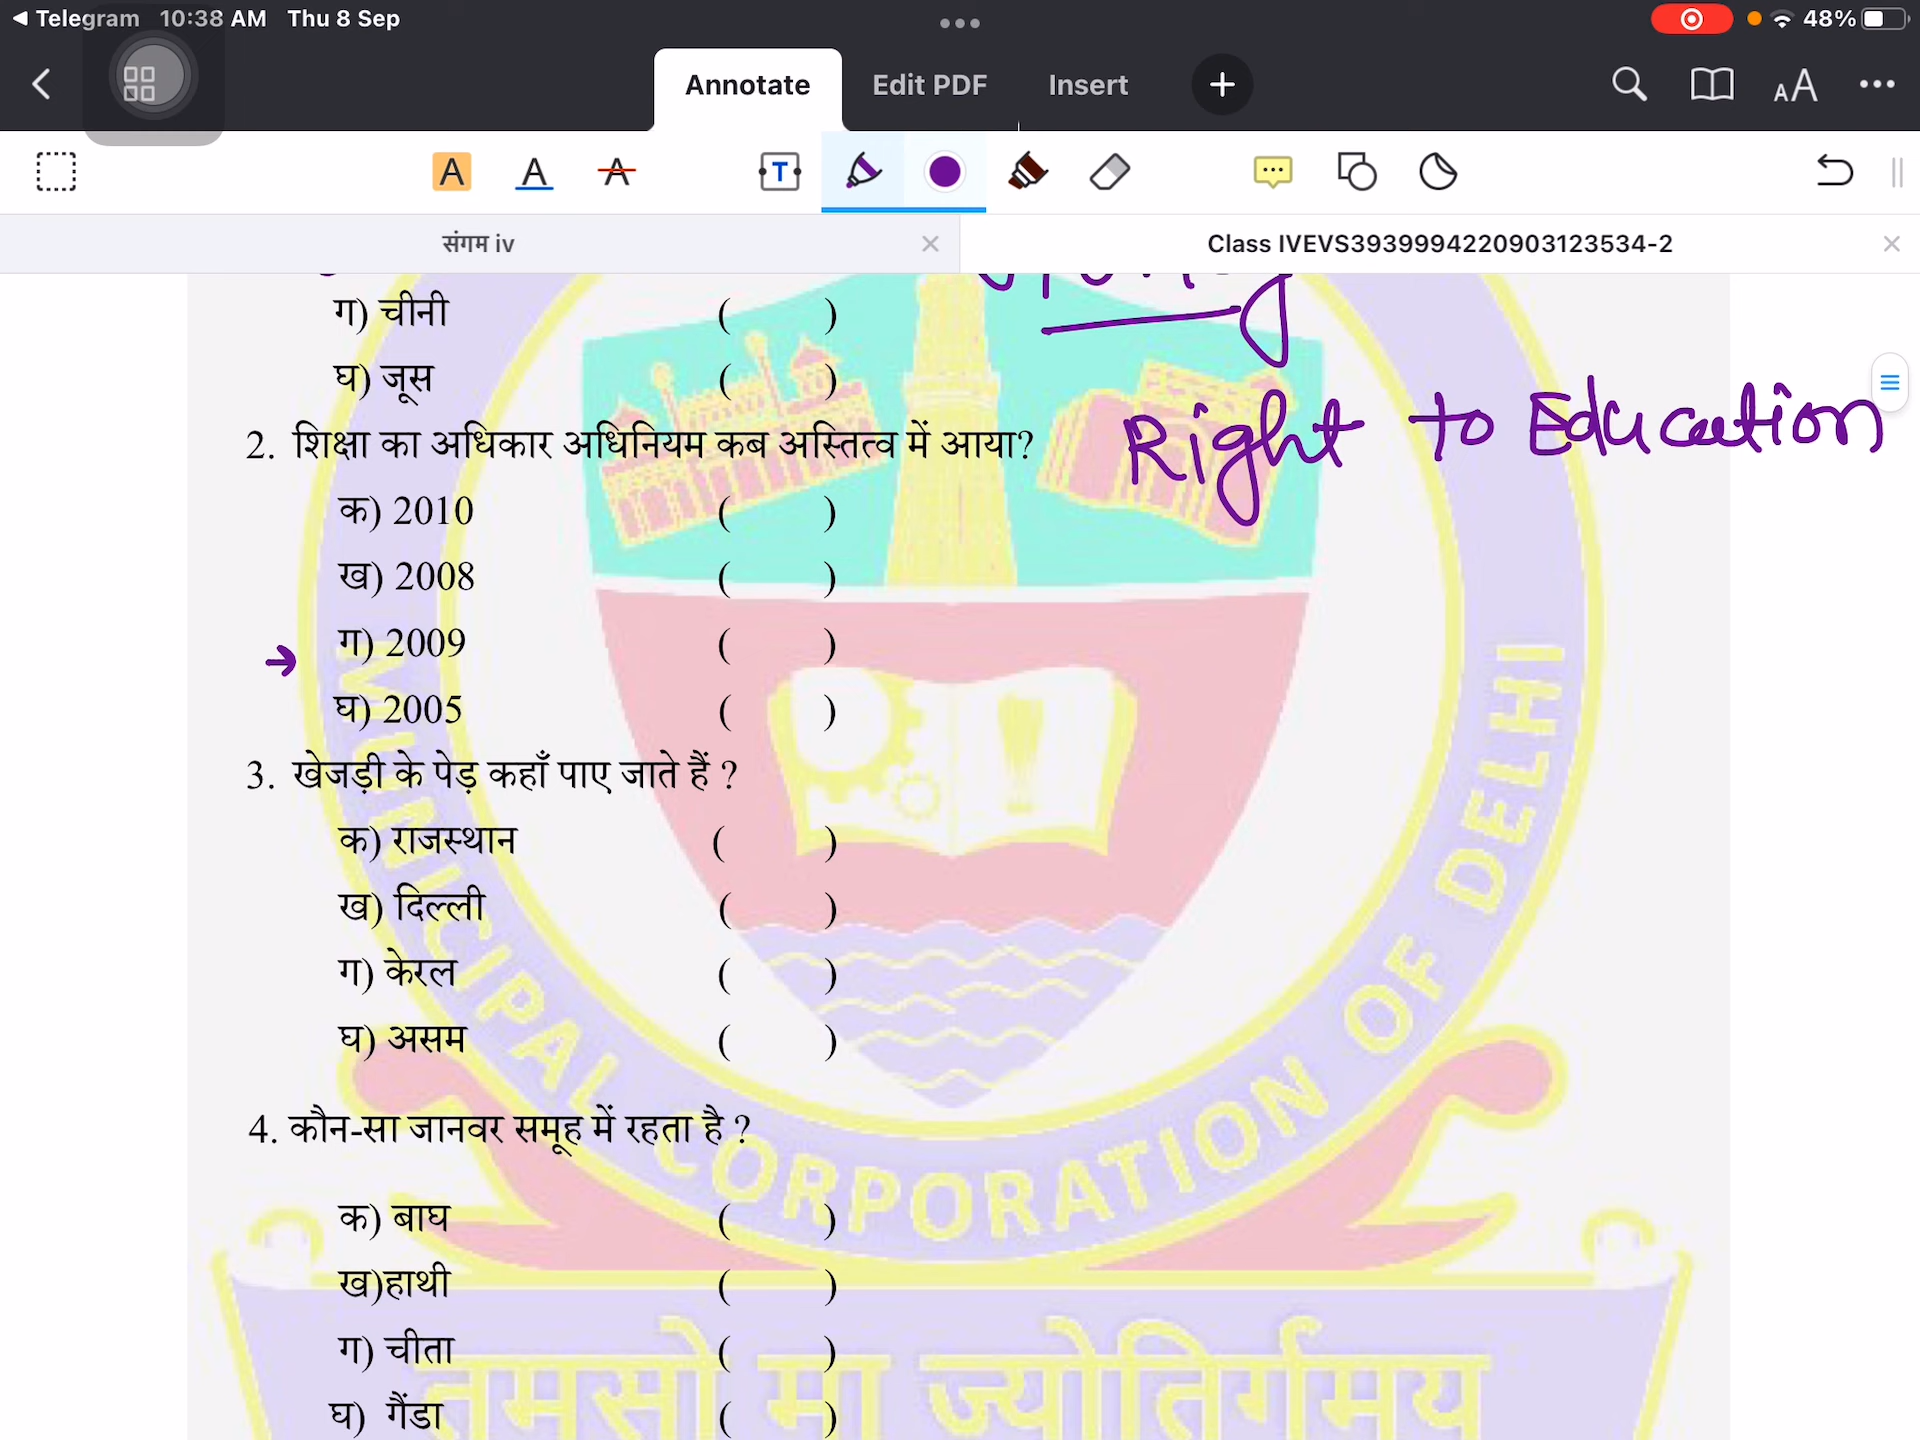 Telegram 10:38 AM Thu 8 Sep
48%
Annotate Edit PDF Insert
संगम iv
Class IVEVS3939994220903123534-2
ग) चीनी ( )
घ) जूस ( )
2. शिक्षा का अधिकार अधिनियम कब अस्तित्व में आया? Right to Education
क) 2010 ( )
ख) 2008 ( )
ग) 2009 ( )
घ) 2005 ( )
3. खेजड़ी के पेड़ कहाँ पाए जाते हैं ?
क) राजस्थान ( )
ख) दिल्ली ( )
ग) केरल ( )
घ) असम ( )
4. कौन-सा जानवर समूह में रहता है ?
क) बाघ ( )
ख)हाथी ( )
ग) चीता ( )
घ) गैंडा ( )
MUNICIPAL CORPORATION OF DELHI
तमसो मा ज्योतिर्गमय